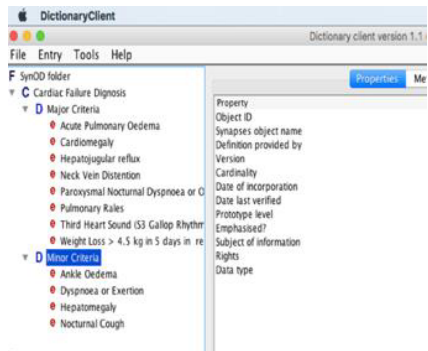 DictionaryClient
Dictionary client version 1.1
File Entry Tools Help
F SynOD folder
C Cardiac Failure Dignosis
D Major Criteria
e Acute Pulmonary Oedema
e Cardiomegaly
e Hepatojugular reflux
e Neck Vein Distention
e Paroxysmal Nocturnal Dyspnoea or O
e Pulmonary Rales
e Third Heart Sound (S3 Gallop Rhythm
e Weight Loss > 4.5 kg in 5 days in re
D Minor Criteria
e Ankle Oedema
e Dyspnoea or Exertion
e Hepatomegaly
e Nocturnal Cough
Properties Me
Property
Object ID
Synapses object name
Definition provided by
Version
Cardinality
Date of incorporation
Date last verified
Prototype level
Emphasised?
Subject of information
Rights
Data type